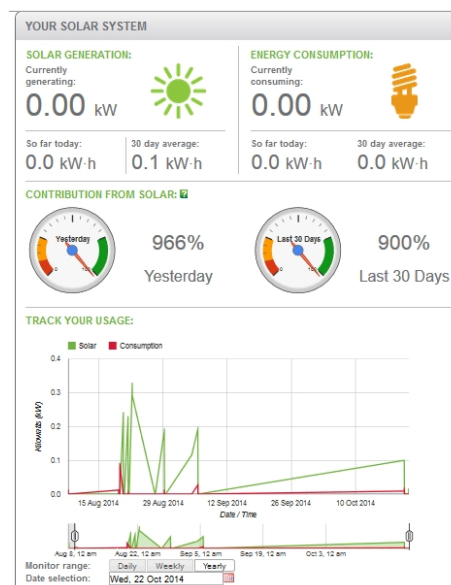 YOUR SOLAR SYSTEM
SOLAR GENERATION:
Currently
generating:
0.00 kW
So far today:
0.0 kW·h
30 day average:
0.1 kW·h
ENERGY CONSUMPTION:
Currently
consuming:
0.00 kW
So far today:
0.0 kW·h
30 day average:
0.0 kW·h
CONTRIBUTION FROM SOLAR: ?
Yesterday
0
966%
Yesterday
Last 30 Days
0
900%
Last 30 Days
TRACK YOUR USAGE:
Solar Consumption
0.4
0.3
0.2
0.1
0.0
Kilowatts (kW)
15 Aug 2014 29 Aug 2014 12 Sep 2014 26 Sep 2014 10 Oct 2014
Date / Time
Aug 8, 12 am Aug 22, 12 am Sep 5, 12 am Sep 19, 12 am Oct 3, 12 am
Monitor range: Daily Weekly Yearly
Date selection: Wed, 22 Oct 2014